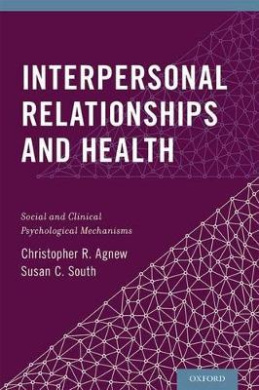 INTERPERSONAL
RELATIONSHIPS
AND HEALTH
Social and Clinical
Psychological Mechanisms
Christopher R. Agnew
Susan C. South
OXFORD